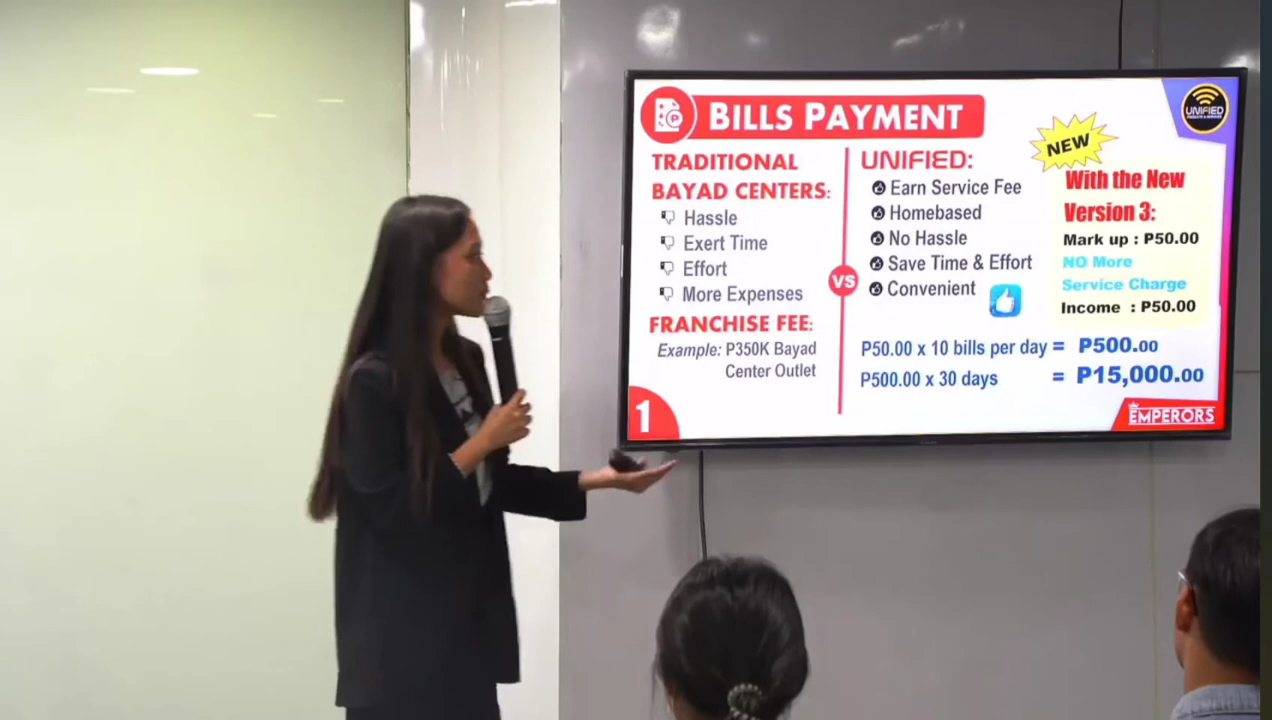 BILLS PAYMENT
UNIFIED
TRADITIONAL
BAYAD CENTERS:
Hassle
Exert Time
Effort
More Expenses
FRANCHISE FEE:
Example: P350K Bayad
Center Outlet
1
VS
UNIFIED:
Earn Service Fee
Homebased
No Hassle
Save Time & Effort
Convenient
NEW
With the New
Version 3:
Mark up : P50.00
NO More
Service Charge
Income : P50.00
P50.00 x 10 bills per day = P500.00
P500.00 x 30 days = P15,000.00
EMPERORS